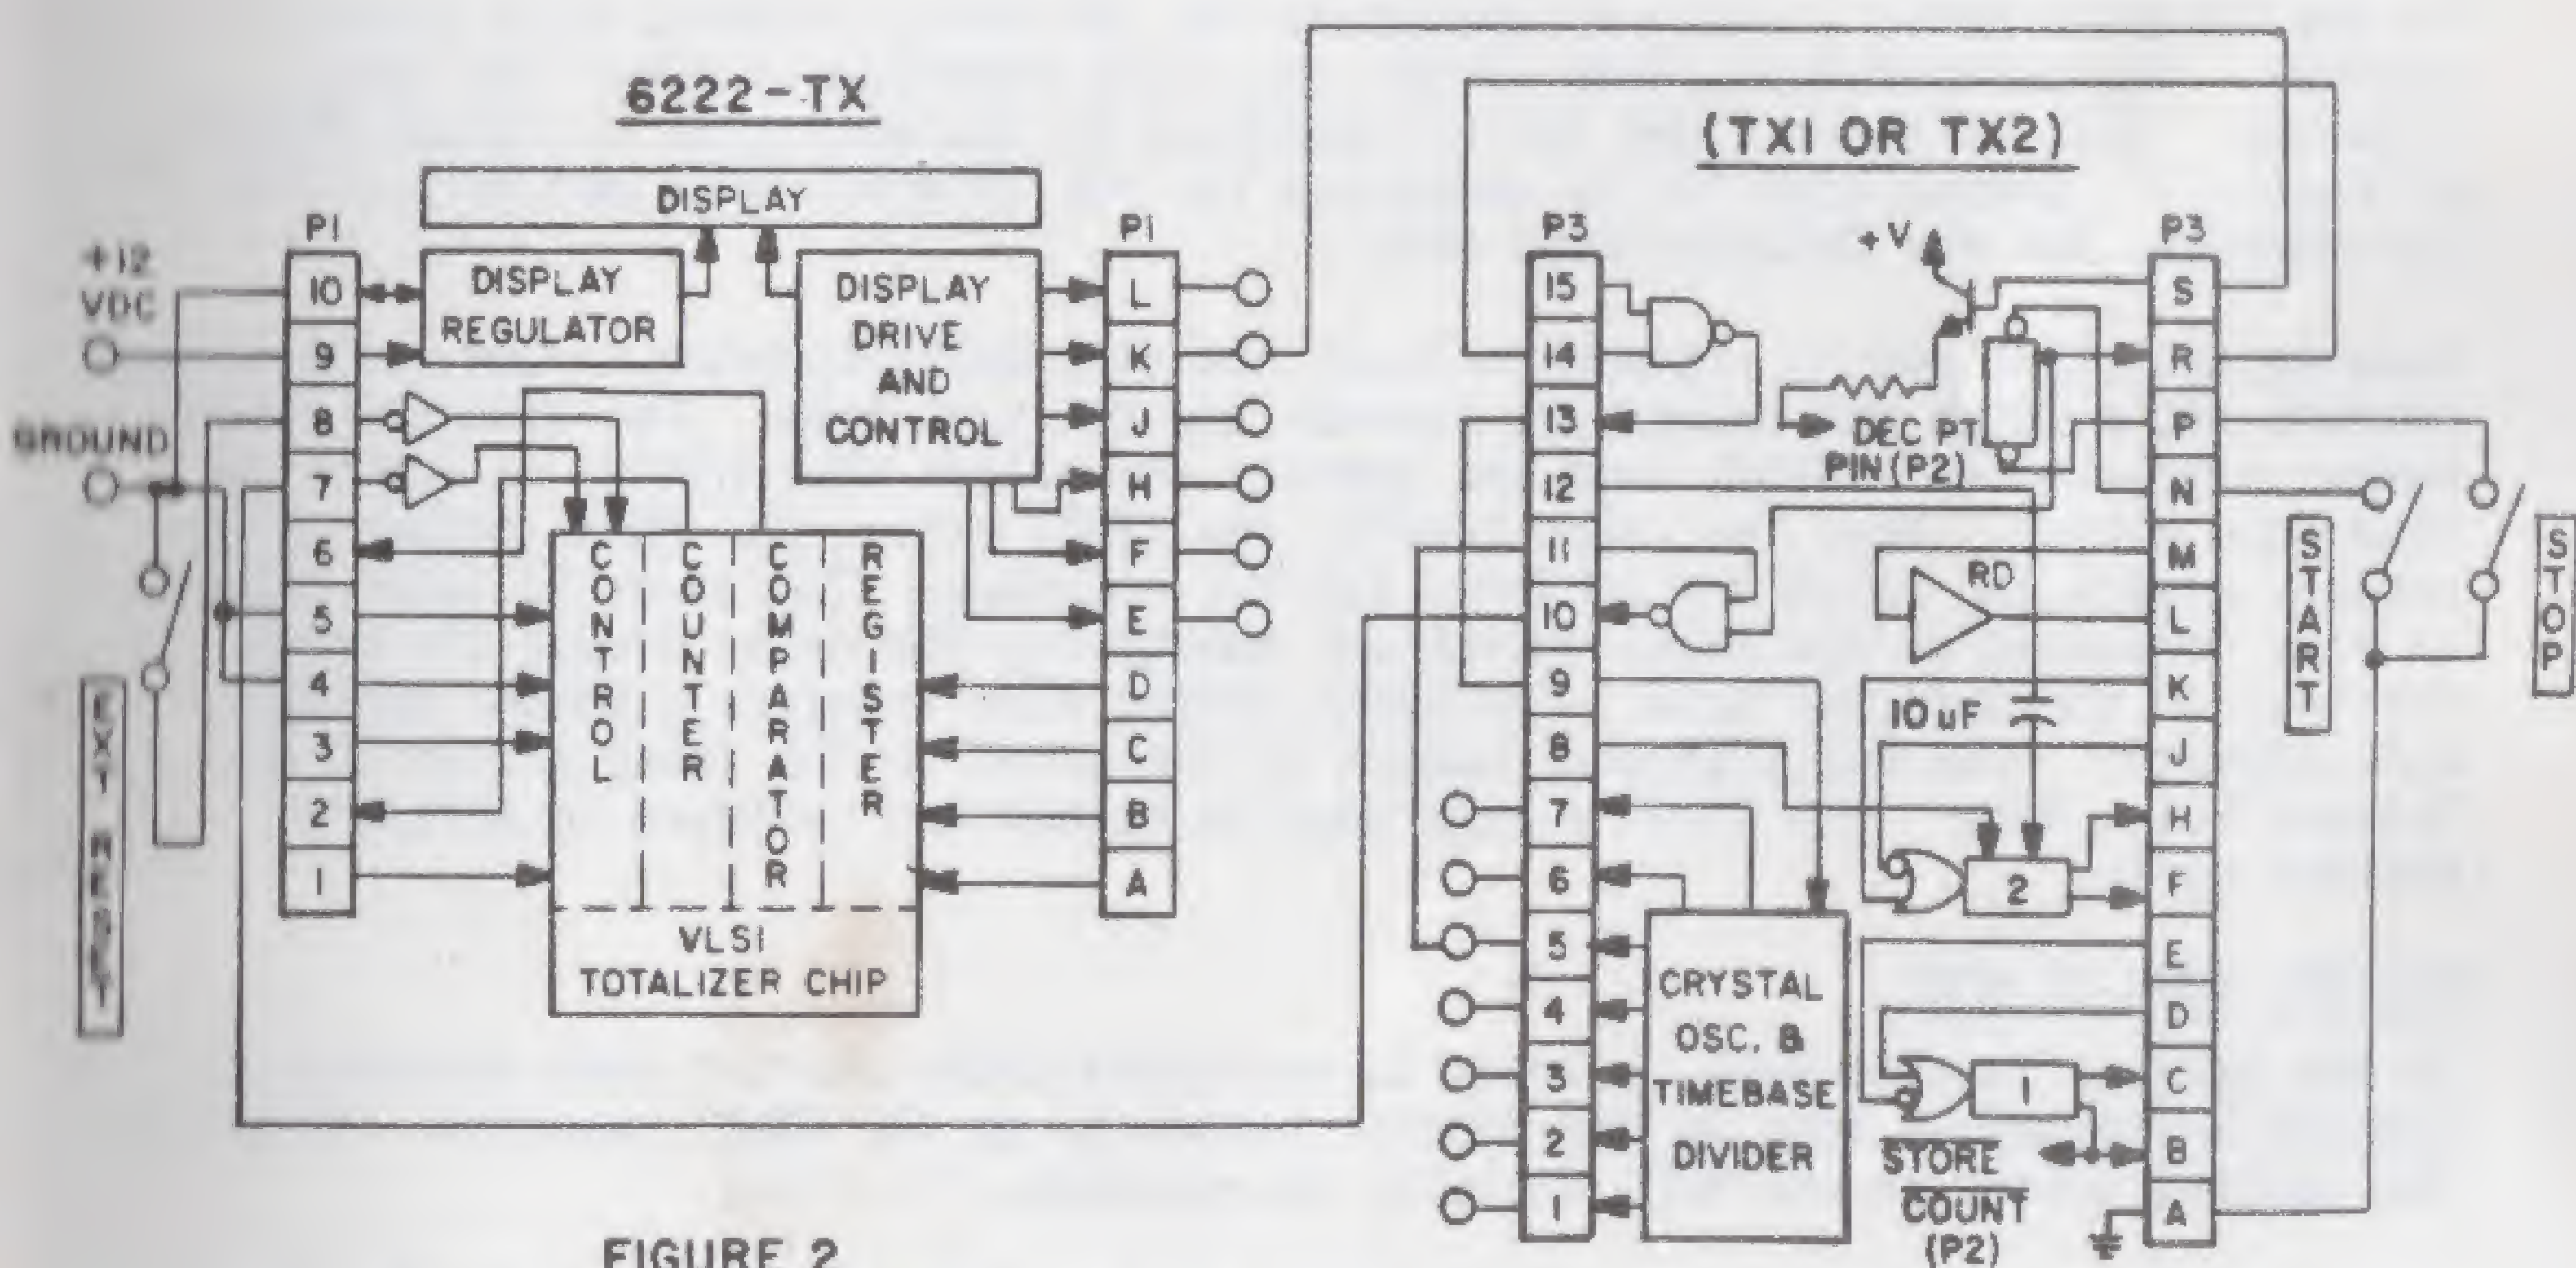 6222-TX
(TX1 OR TX2)
DISPLAY
P1
P1
P3
P3
+12
VDC
GROUND
10
9
8
7
6
5
4
3
2
1
DISPLAY
REGULATOR
DISPLAY
DRIVE
AND
CONTROL
L
K
J
H
F
E
D
C
B
A
CONTROL
COUNTER
COMPARATOR
REGISTER
VLSI
TOTALIZER CHIP
EXT RESET
15
14
13
12
11
10
9
8
7
6
5
4
3
2
1
+V
DEC PT
PIN (P2)
RD
10 uF
2
1
CRYSTAL
OSC. &
TIMEBASE
DIVIDER
STORE
COUNT
(P2)
S
R
P
N
M
L
K
J
H
F
E
D
C
B
A
START
STOP
FIGURE 2